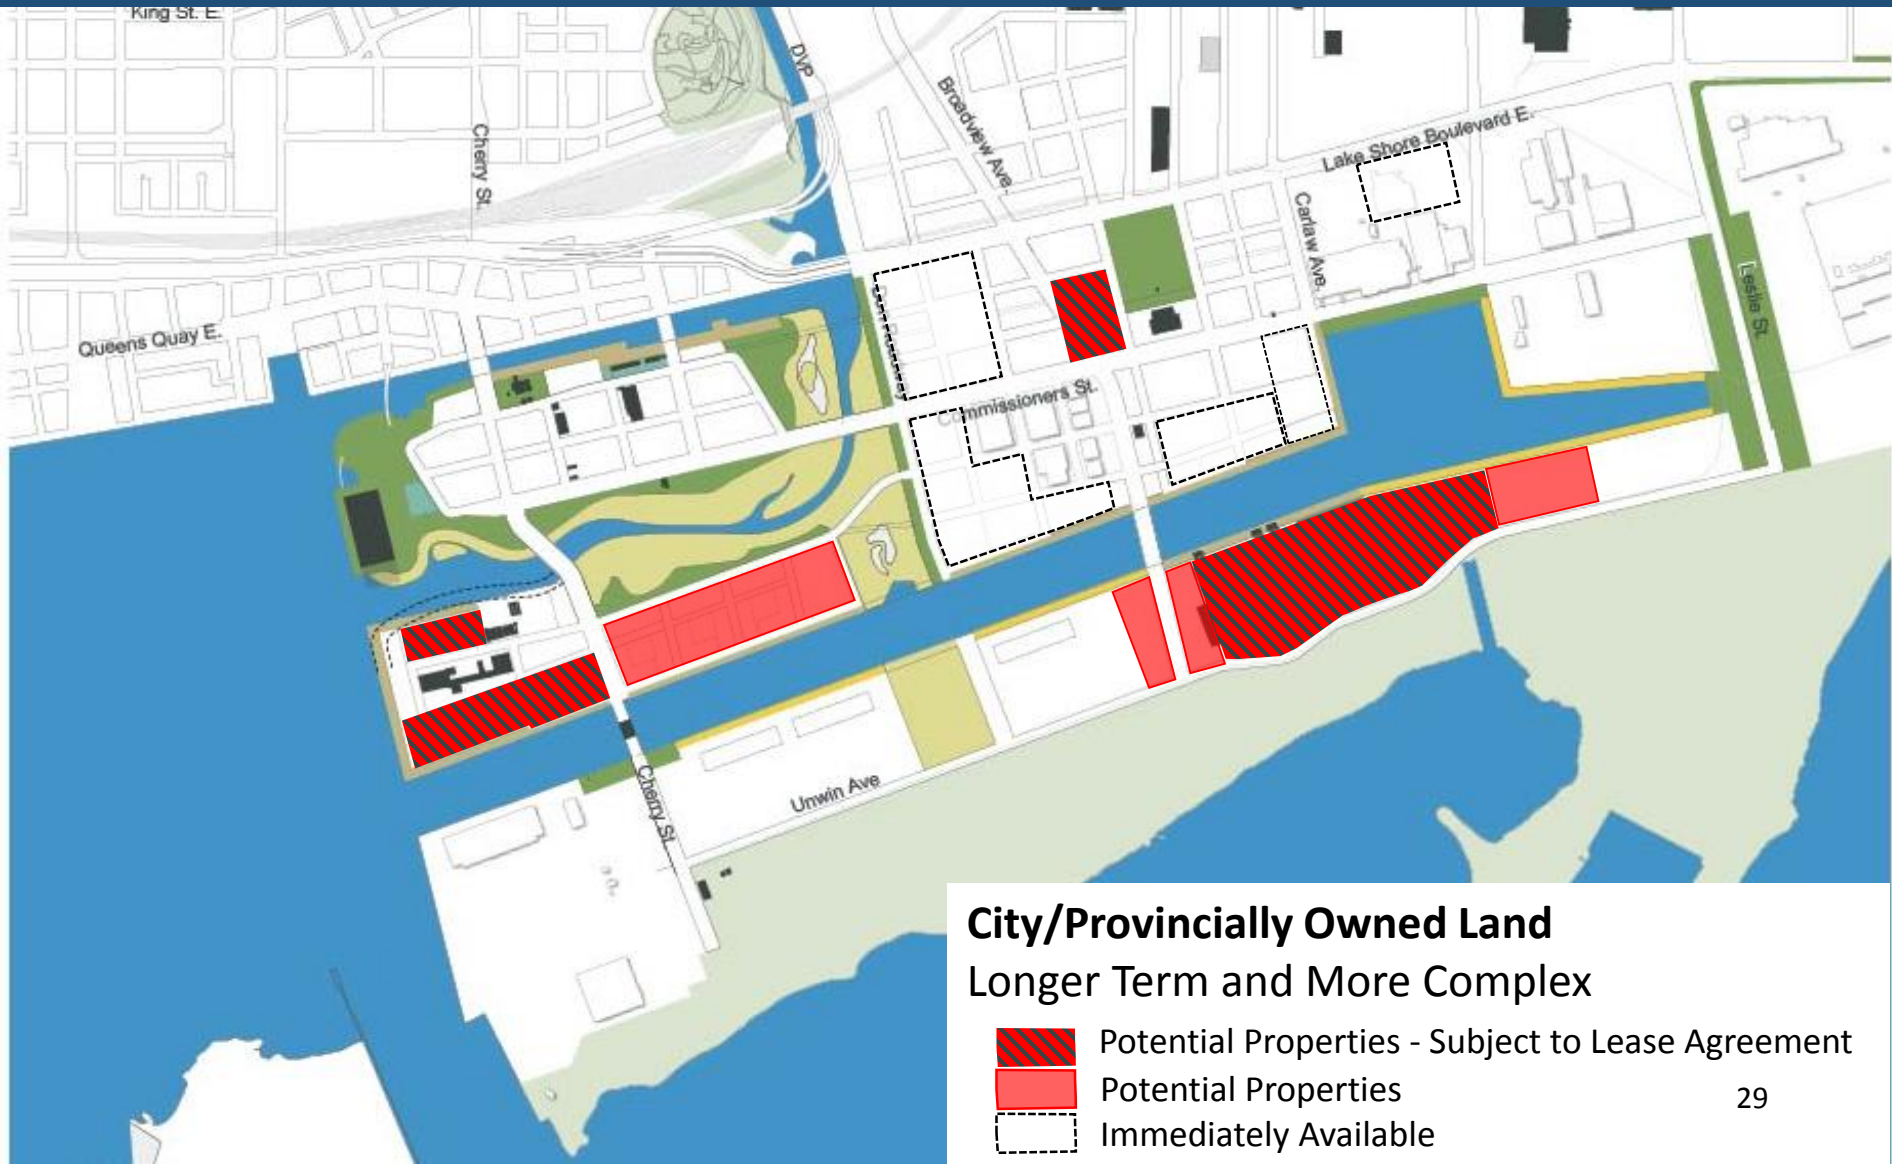 King St. E.
DVP
Broadview Ave.
Cherry St.
Lake Shore Boulevard E.
Carlaw Ave.
Leslie St.
Queens Quay E.
Commissioners St.
Cherry St.
Unwin Ave
City/Provincially Owned Land
Longer Term and More Complex
Potential Properties - Subject to Lease Agreement
Potential Properties
29
Immediately Available